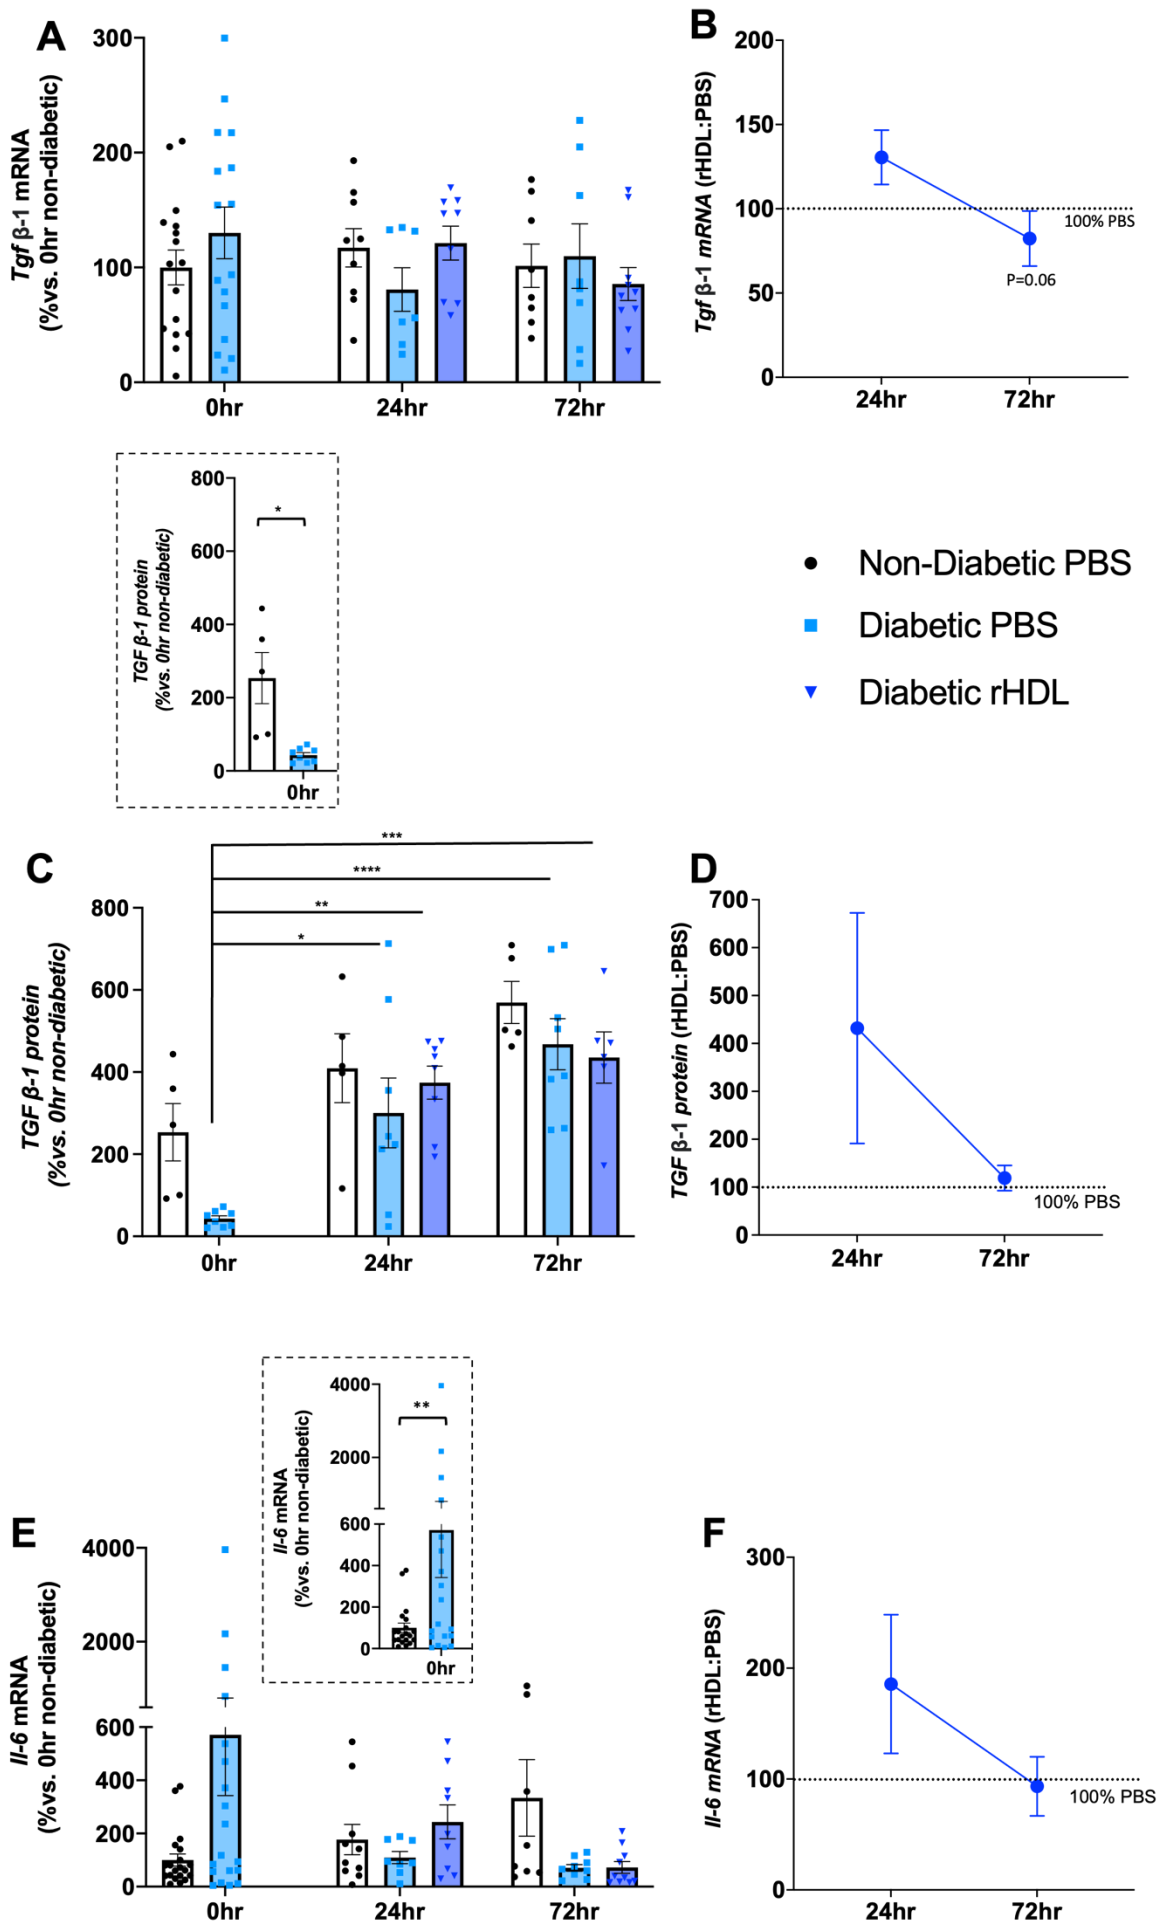 A
Tgf β-1 mRNA
(%vs. 0hr non-diabetic)
300
200
100
0
0hr
24hr
72hr
B
Tgf β-1 mRNA (rHDL:PBS)
200
150
100
50
0
100% PBS
P=0.06
24hr
72hr
TGF β-1 protein
(%vs. 0hr non-diabetic)
800
600
400
200
0
*
0hr
Non-Diabetic PBS
Diabetic PBS
Diabetic rHDL
C
TGF β-1 protein
(%vs. 0hr non-diabetic)
800
600
400
200
0
***
****
**
*
0hr
24hr
72hr
D
TGF β-1 protein (rHDL:PBS)
700
600
500
400
300
200
100
0
100% PBS
24hr
72hr
Il-6 mRNA
(%vs. 0hr non-diabetic)
4000
2000
600
400
200
0
**
0hr
E
Il-6 mRNA
(%vs. 0hr non-diabetic)
4000
2000
600
400
200
0
0hr
24hr
72hr
F
Il-6 mRNA (rHDL:PBS)
300
200
100
0
100% PBS
24hr
72hr